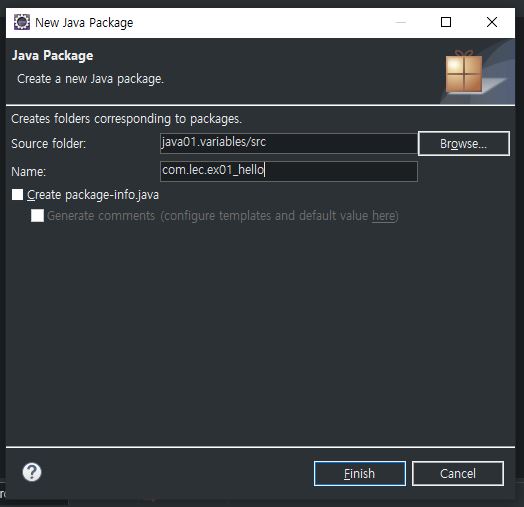 New Java Package
Java Package
Create a new Java package.
Creates folders corresponding to packages.
Source folder: java01.variables/src Browse...
Name: com.lec.ex01_hello
Create package-info.java
Generate comments (configure templates and default value here)
? Finish Cancel